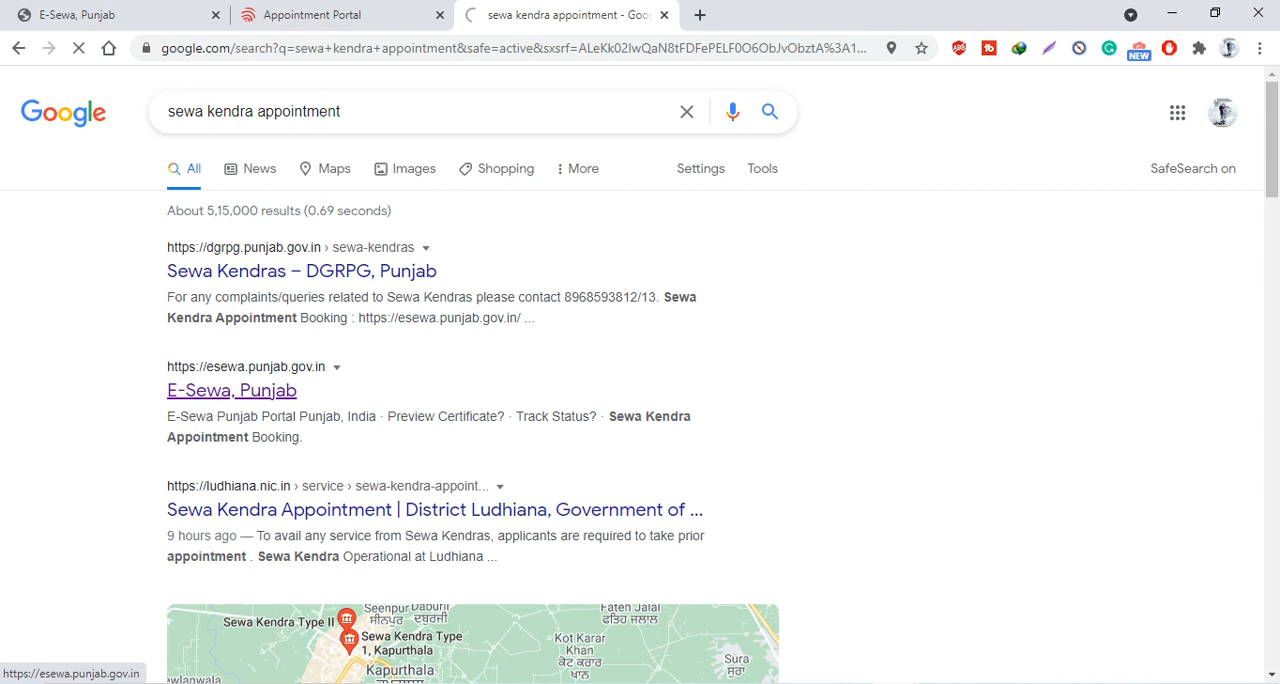 E-Sewa, Punjab
Appointment Portal
sewa kendra appointment - Goo
google.com/search?q=sewa+kendra+appointment&safe=active&sxsrf=ALeKk02IwQaN8tFDFePELF0O6ObJvObztA%3A1...
NEW
Google
sewa kendra appointment
All
News
Maps
Images
Shopping
More
Settings
Tools
SafeSearch on
About 5,15,000 results (0.69 seconds)
https://dgrpg.punjab.gov.in › sewa-kendras
Sewa Kendras – DGRPG, Punjab
For any complaints/queries related to Sewa Kendras please contact 8968593812/13. Sewa
Kendra Appointment Booking : https://esewa.punjab.gov.in/ ...
https://esewa.punjab.gov.in
E-Sewa, Punjab
E-Sewa Punjab Portal Punjab, India · Preview Certificate? · Track Status? · Sewa Kendra
Appointment Booking.
https://ludhiana.nic.in › service › sewa-kendra-appoint...
Sewa Kendra Appointment | District Ludhiana, Government of ...
9 hours ago — To avail any service from Sewa Kendras, applicants are required to take prior
appointment . Sewa Kendra Operational at Ludhiana ...
Seenpur
ਸੀਨਪੁਰ
Daburji
ਦਬੁਰਜੀ
Fateh Jalal
ਫਤਿਹ ਜਲਾਲ
Sewa Kendra Type II
Sewa Kendra Type
1, Kapurthala
Kapurthala
Kot Karar
Khan
ਕੋਟ ਕਰਾਰ
ਖਾਨ
Sura
ਸੁਰਾ
https://esewa.punjab.gov.in